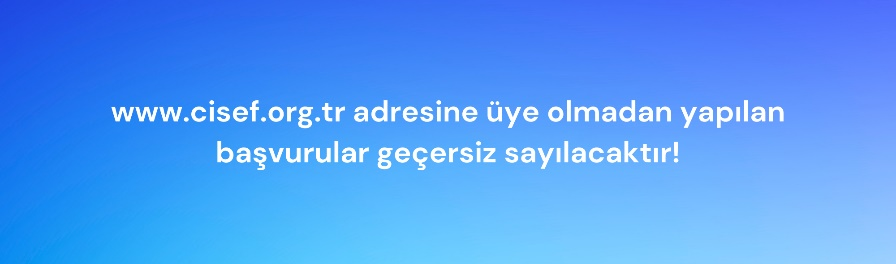 www.cisef.org.tr adresine üye olmadan yapılan
başvurular geçersiz sayılacaktır!